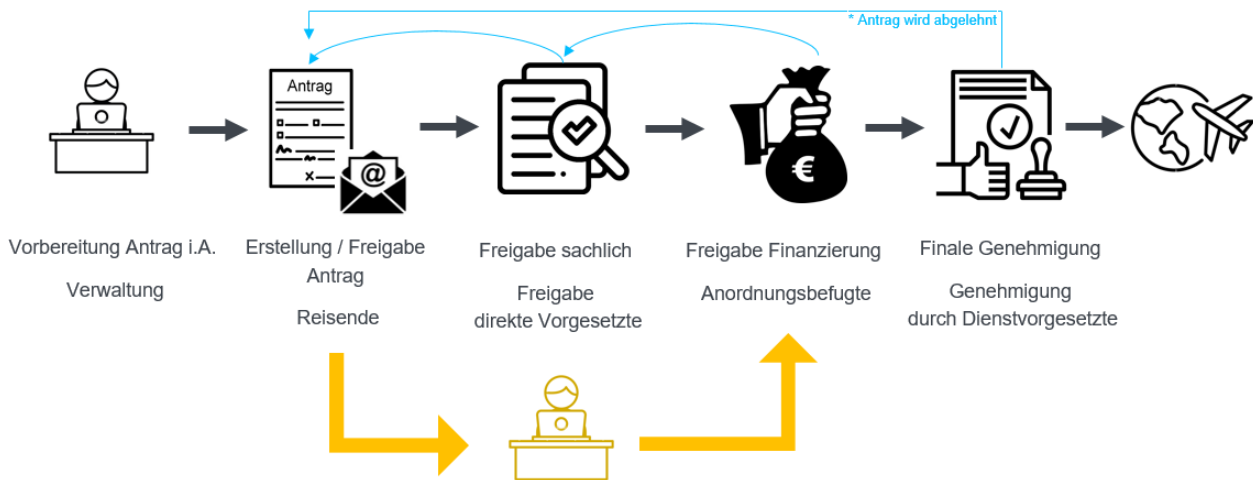 * Antrag wird abgelehnt
Antrag
x
@
€
Vorbereitung Antrag i.A.
Verwaltung
Erstellung / Freigabe
Antrag
Reisende
Freigabe sachlich
Freigabe
direkte Vorgesetzte
Freigabe Finanzierung
Anordnungsbefugte
Finale Genehmigung
Genehmigung
durch Dienstvorgesetzte